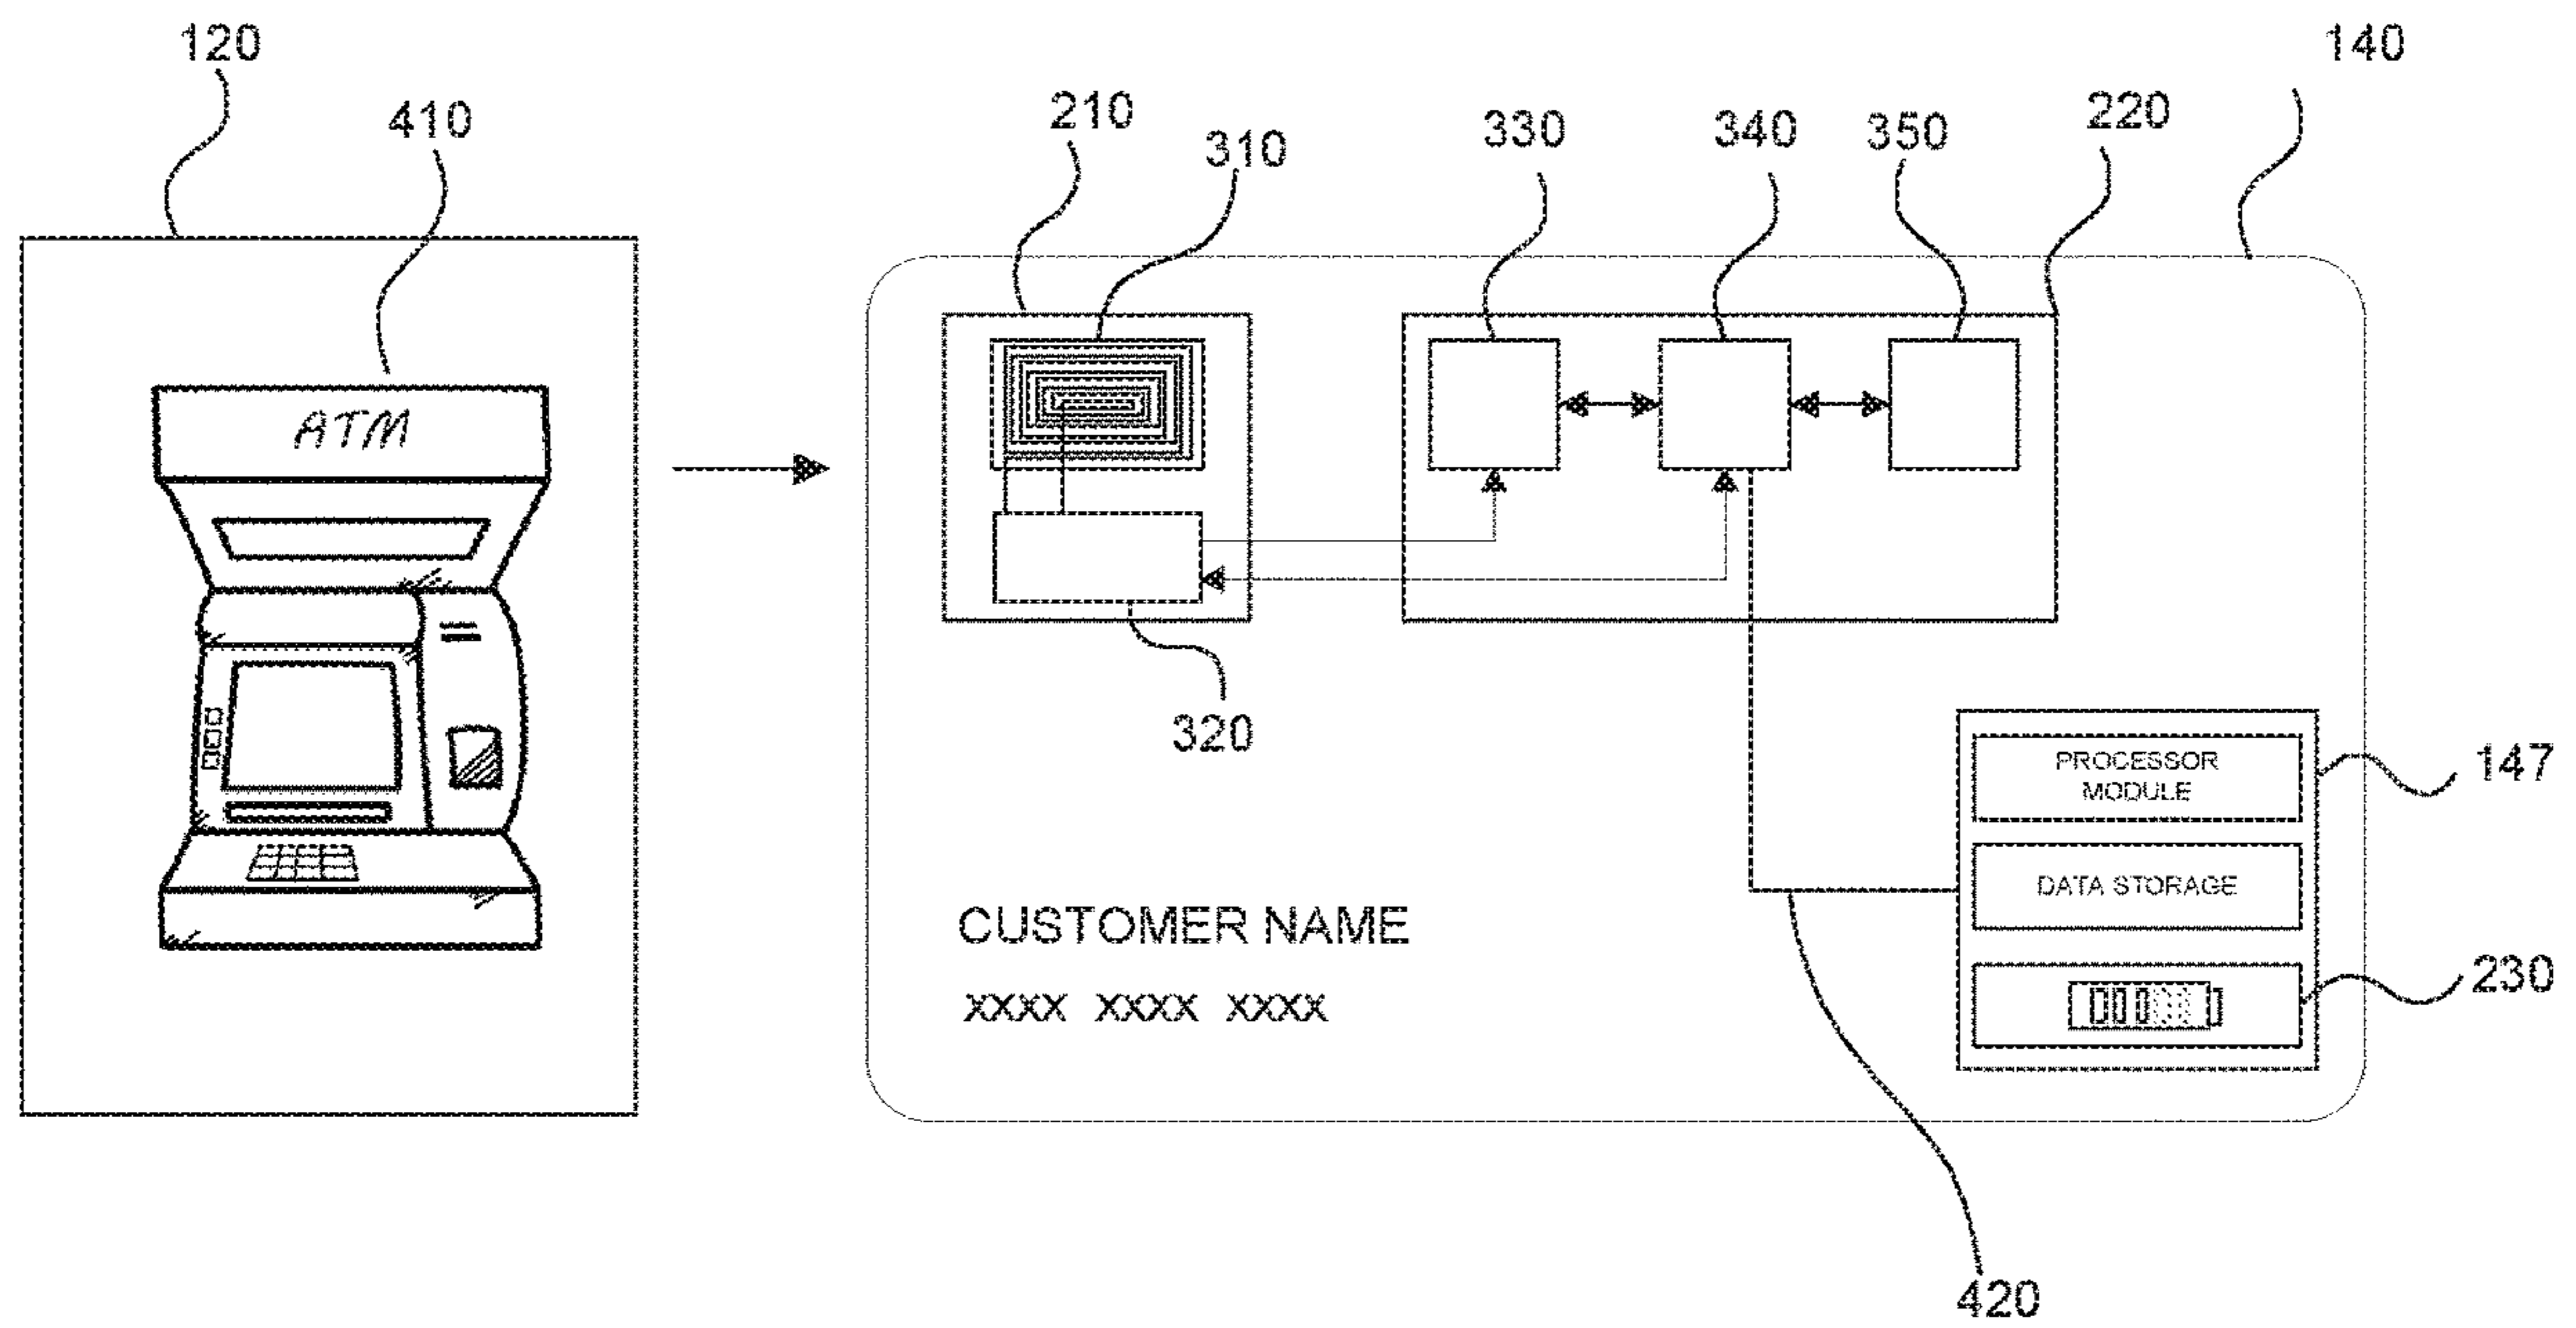 120
410
210
310
330
340
350
220
140
ATM
320
PROCESSOR
MODULE
147
DATA STORAGE
CUSTOMER NAME
XXXX XXXX XXXX
230
420